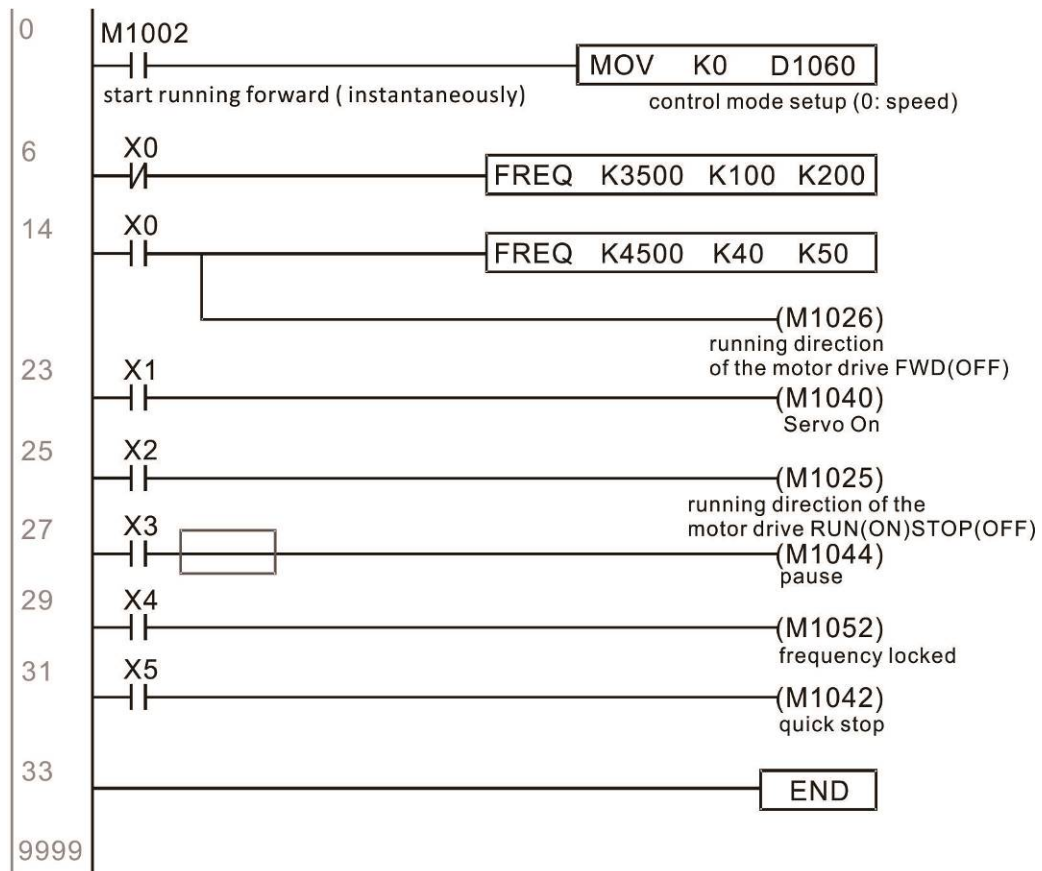 0
M1002
MOV K0 D1060
start running forward ( instantaneously)
control mode setup (0: speed)
6
X0
FREQ K3500 K100 K200
14
X0
FREQ K4500 K40 K50
(M1026)
running direction
of the motor drive FWD(OFF)
23
X1
(M1040)
Servo On
25
X2
(M1025)
running direction of the
motor drive RUN(ON)STOP(OFF)
27
X3
(M1044)
pause
29
X4
(M1052)
frequency locked
31
X5
(M1042)
quick stop
33
END
9999